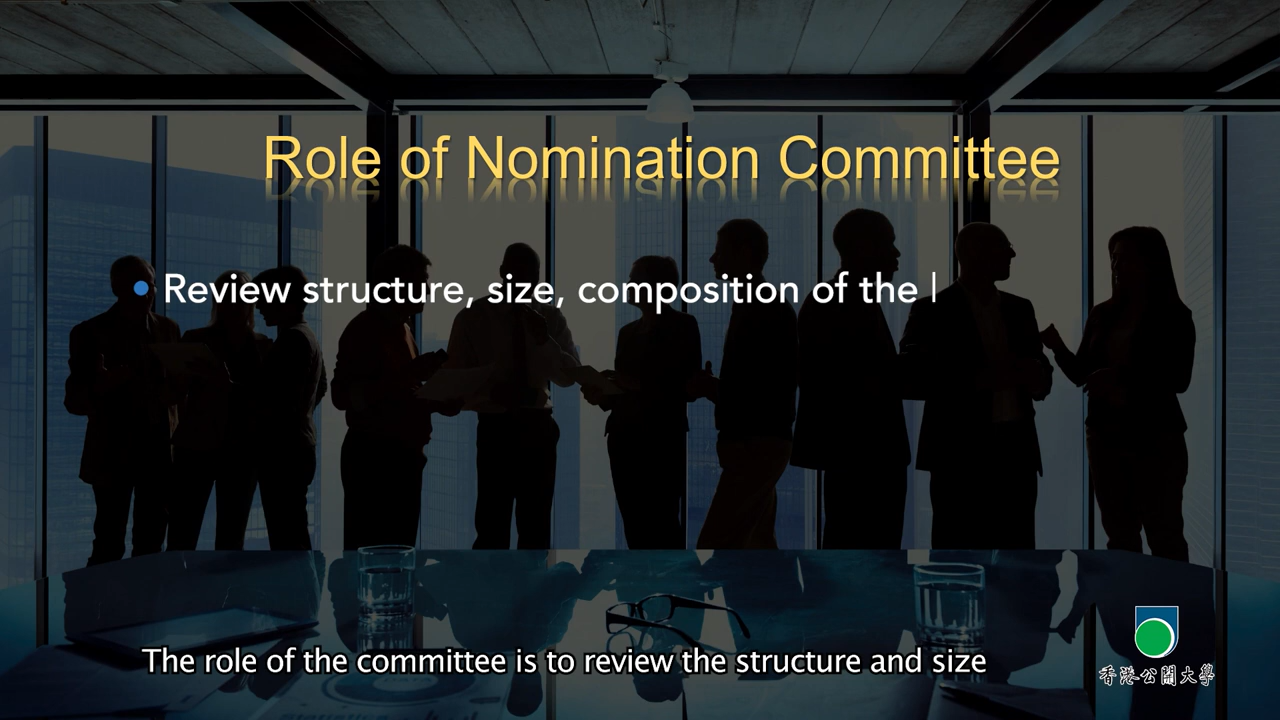 Role of Nomination Committee
Review structure, size, composition of the
The role of the committee is to review the structure and size
香港公開大學